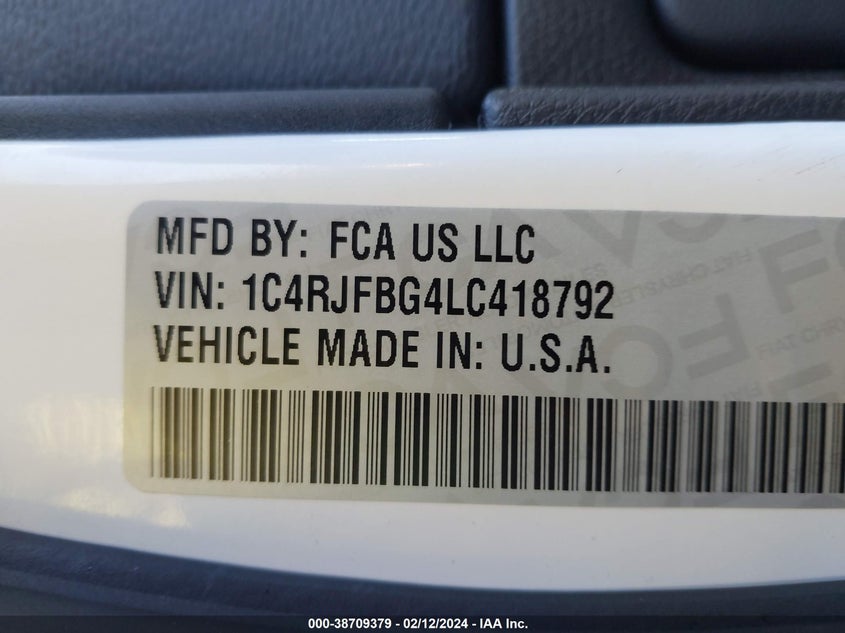 MFD BY: FCA US LLC
VIN: 1C4RJFBG4LC418792
VEHICLE MADE IN: U.S.A.
000-38709379 - 02/12/2024 - IAA Inc.